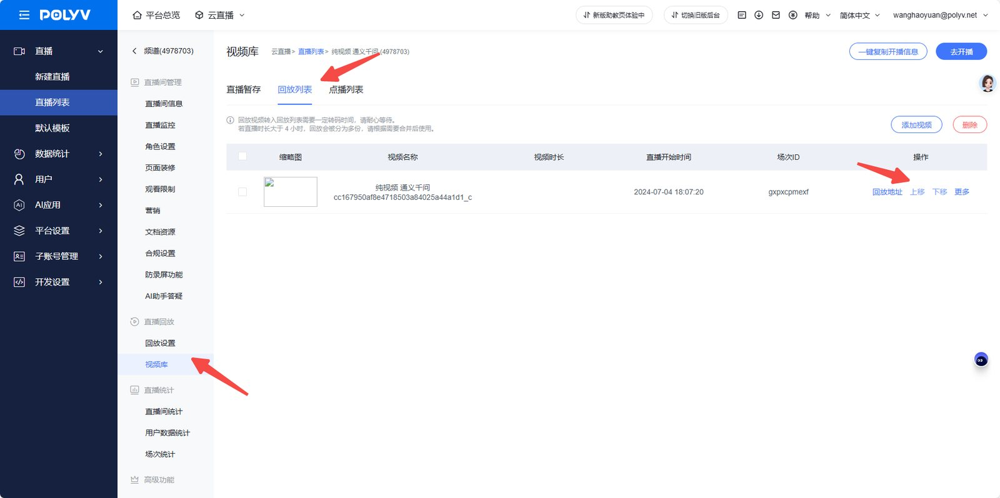 POLYV
平台总览
云直播
新版助教页体验中
切换旧版后台
帮助
简体中文
wanghaoyuan@polyv.net
直播
新建直播
直播列表
默认模板
数据统计
用户
AI应用
平台设置
子账号管理
开发设置
频道(4978703)
直播间管理
直播间信息
直播监控
角色设置
页面装修
观看限制
营销
文档资源
合规设置
防录屏功能
AI助手答疑
直播回放
回放设置
视频库
直播统计
直播间统计
用户数据统计
场次统计
高级功能
视频库
云直播> 直播列表> 纯视频 通义千问 (4978703)
一键复制开播信息
去开播
直播暂存
回放列表
点播列表
回放视频转入回放列表需要一定转码时间，请耐心等待。
若直播时长大于 4 小时，回放会被分为多份，请根据需要合并后使用。
添加视频
删除
缩略图 视频名称 视频时长 直播开始时间 场次ID 操作
纯视频 通义千问
cc167950af8e4718503a84025a44a1d1_c
2024-07-04 18:07:20
gxpxcpmexf
回放地址 上移 下移 更多